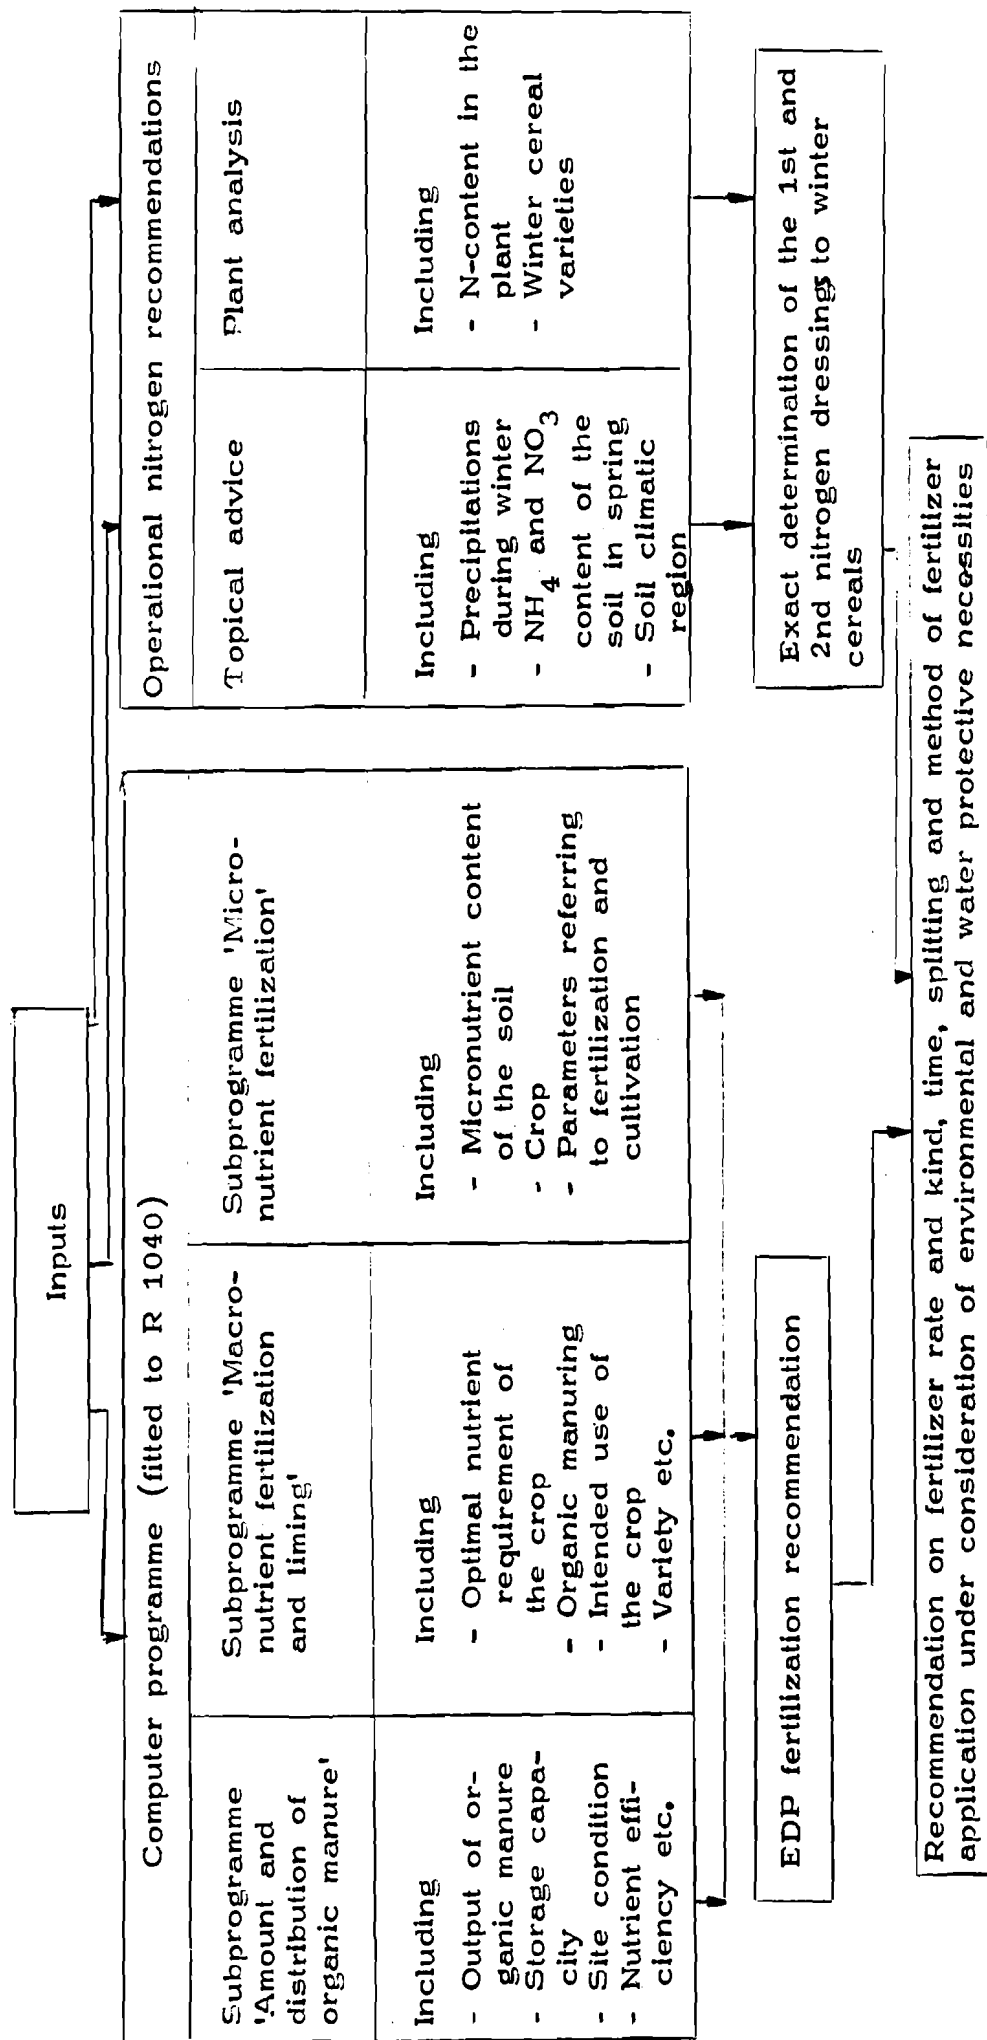 Inputs
Computer programme (fitted to R 1040)
Subprogramme
'Amount and
distribution of
organic manure'
Including
- Output of or-
ganic manure
- Storage capa-
city
- Site condition
- Nutrient effi-
ciency etc.
Subprogramme 'Macro-
nutrient fertilization
and liming'
Including
- Optimal nutrient
requirement of
the crop
- Organic manuring
- Intended use of
the crop
- Variety etc.
Subprogramme 'Micro-
nutrient fertilization'
Including
- Micronutrient content
of the soil
- Crop
- Parameters referring
to fertilization and
cultivation
Operational nitrogen recommendations
Topical advice
Including
- Precipitations
during winter
- NH4 and NO3
content of the
soil in spring
- Soil climatic
region
Plant analysis
Including
- N-content in the
plant
- Winter cereal
varieties
EDP fertilization recommendation
Exact determination of the 1st and
2nd nitrogen dressings to winter
cereals
Recommendation on fertilizer rate and kind, time, splitting and method of fertilizer
application under consideration of environmental and water protective necessities